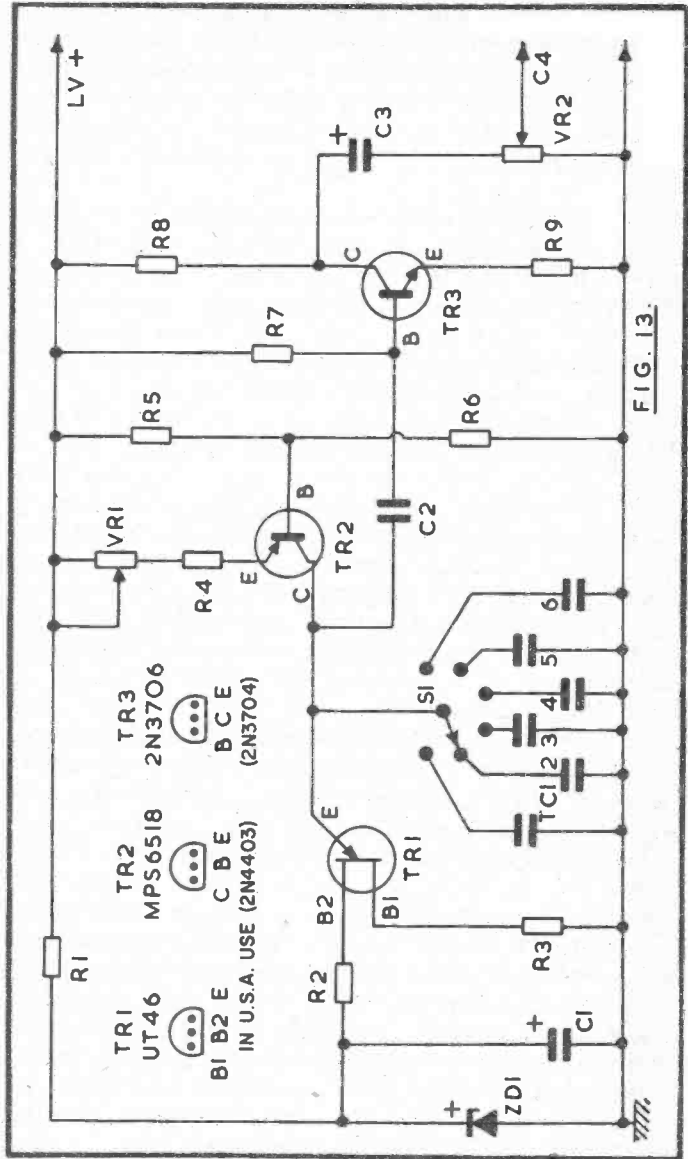 LV +
R1
VR1
R5
R7
R8
TR1
UT46
B1 B2 E
TR2
MPS6518
C B E
IN U.S.A. USE (2N4403)
TR3
2N3706
B C E
(2N3704)
R4
E
B
C
TR2
C2
C
B
E
TR3
C3
+
R2
B2
B1
E
TR1
S1
R6
R9
VR2
C4
ZD1
+
C1
+
R3
TC1
2
3
4
5
6
FIG. 13.